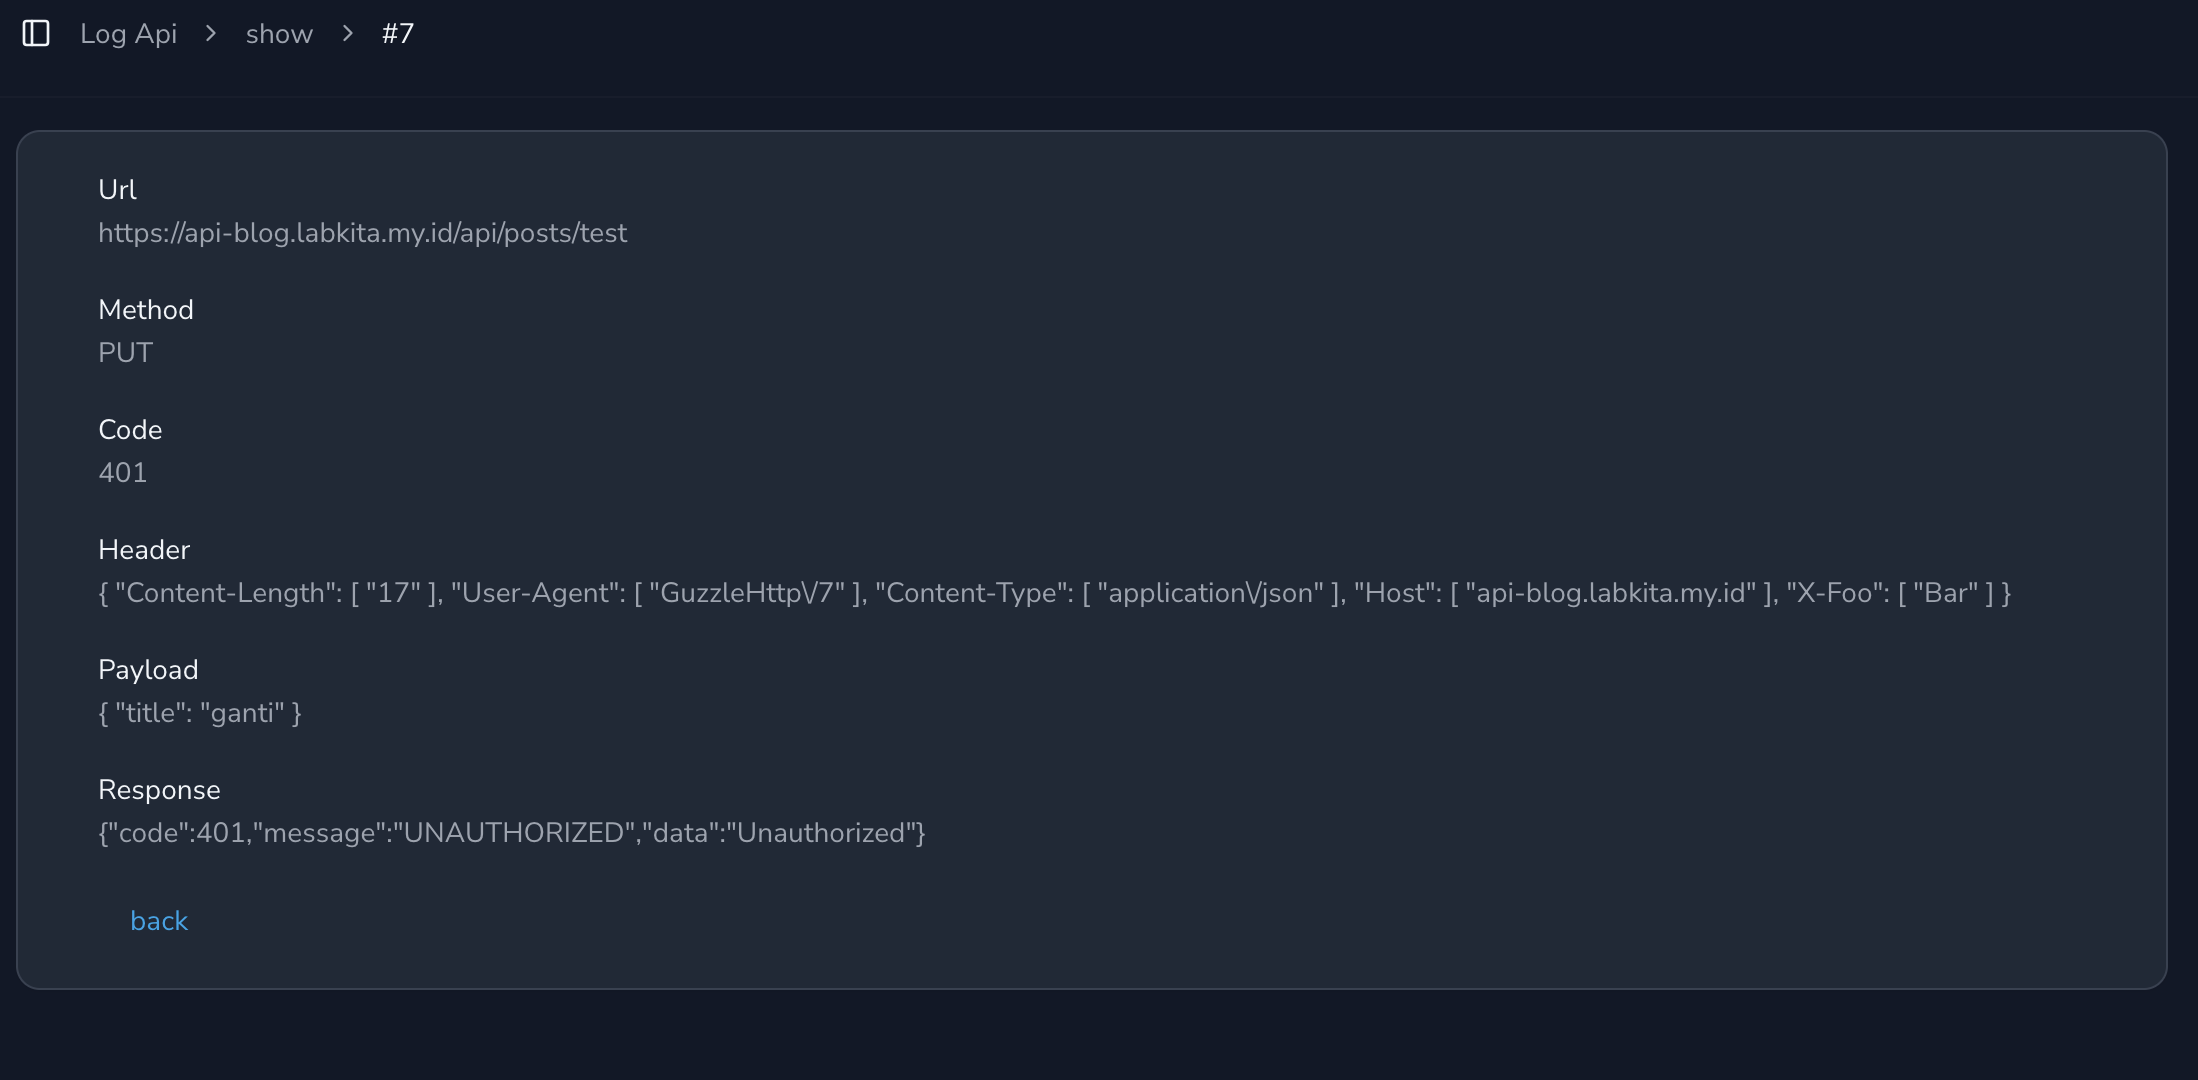 Log Api > show > #7
Url
https://api-blog.labkita.my.id/api/posts/test
Method
PUT
Code
401
Header
{ "Content-Length": [ "17" ], "User-Agent": [ "GuzzleHttp\/7" ], "Content-Type": [ "application\/json" ], "Host": [ "api-blog.labkita.my.id" ], "X-Foo": [ "Bar" ] }
Payload
{ "title": "ganti" }
Response
{"code":401,"message":"UNAUTHORIZED","data":"Unauthorized"}
back